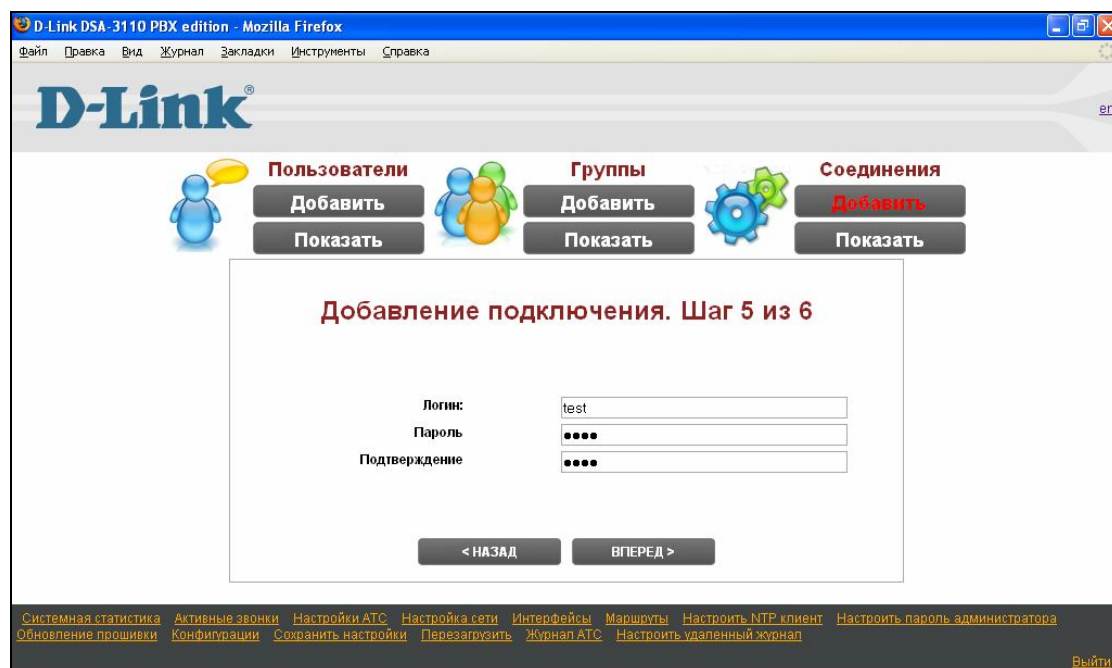 D-Link DSA-3110 PBX edition - Mozilla Firefox
Файл Правка Вид Журнал Закладки Инструменты Справка
D-Link®
en
Пользователи Группы Соединения
Добавить Добавить Добавить
Показать Показать Показать
Добавление подключения. Шаг 5 из 6
Логин: test
Пароль ●●●●
Подтверждение ●●●●
< НАЗАД ВПЕРЕД >
Системная статистика Активные звонки Настройки АТС Настройка сети Интерфейсы Маршруты Настроить NTP клиент Настроить пароль администратора
Обновление прошивки Конфигурации Сохранить настройки Перезагрузить Журнал АТС Настроить удаленный журнал
Выйти